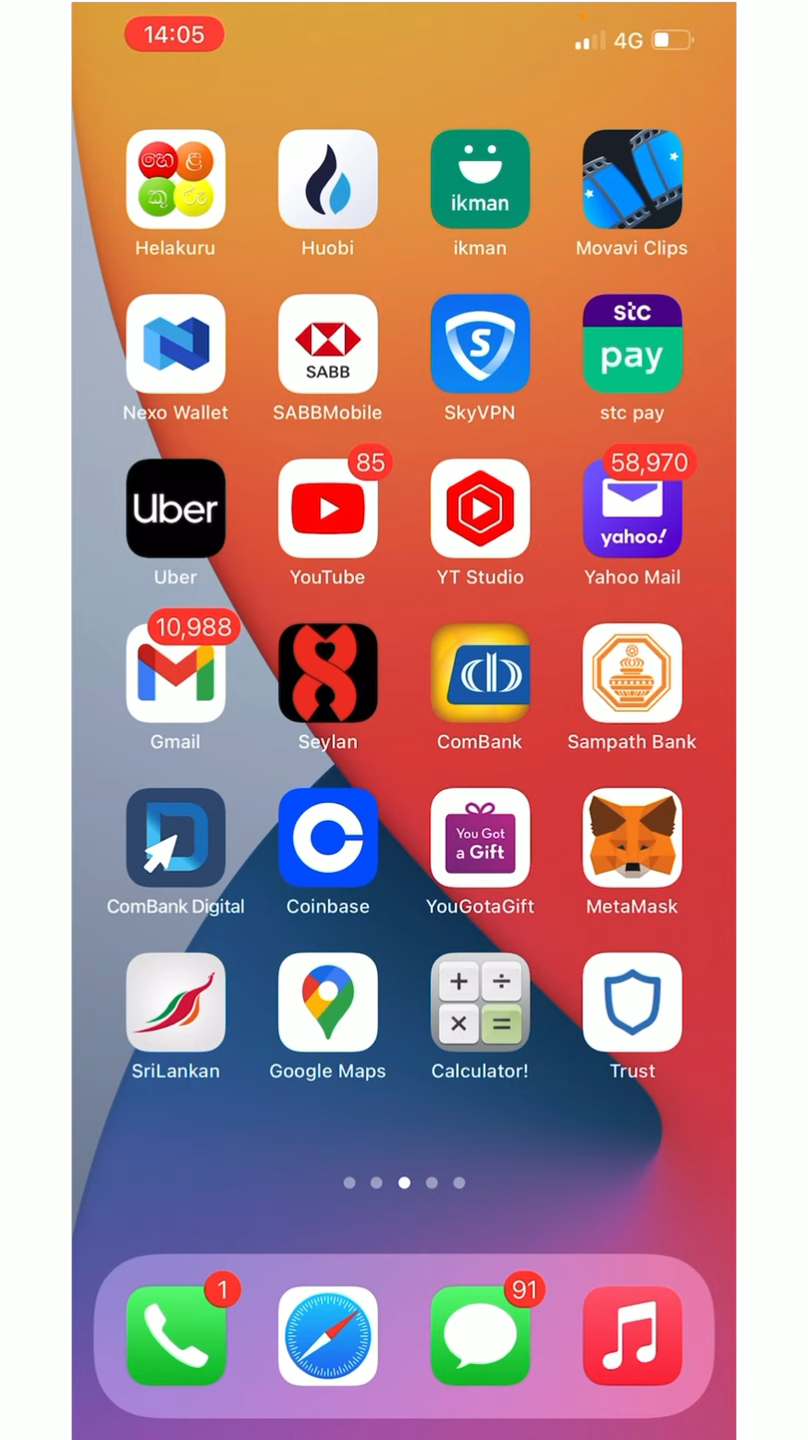 14:05
4G
හෙ ළ
කු රු
ikman
Helakuru Huobi ikman Movavi Clips
SABB
S
stc
pay
Nexo Wallet SABBMobile SkyVPN stc pay
85 58,970
Uber
yahoo!
Uber YouTube YT Studio Yahoo Mail
10,988
Gmail Seylan ComBank Sampath Bank
You Got
a Gift
ComBank Digital Coinbase YouGotaGift MetaMask
+ ÷
× =
SriLankan Google Maps Calculator! Trust
1 91